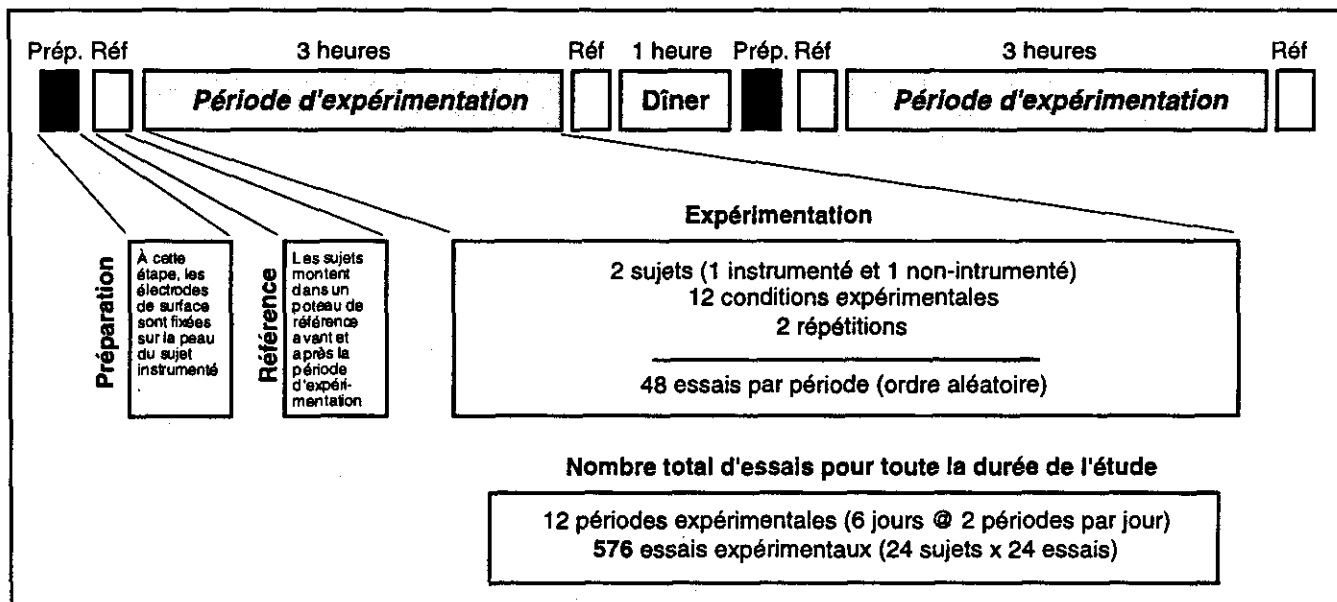 Prép. Réf 3 heures Réf 1 heure Prép. Réf 3 heures Réf
Période d'expérimentation Dîner Période d'expérimentation
Préparation
À cette
étape, les
électrodes
de surface
sont fixées
sur la peau
du sujet
instrumenté
Référence
Les sujets
montent
dans un
poteau de
référence
avant et
après la
période
d'expéri-
mentation
Expérimentation
2 sujets (1 instrumenté et 1 non-intrumenté)
12 conditions expérimentales
2 répétitions
48 essais par période (ordre aléatoire)
Nombre total d'essais pour toute la durée de l'étude
12 périodes expérimentales (6 jours @ 2 périodes par jour)
576 essais expérimentaux (24 sujets x 24 essais)